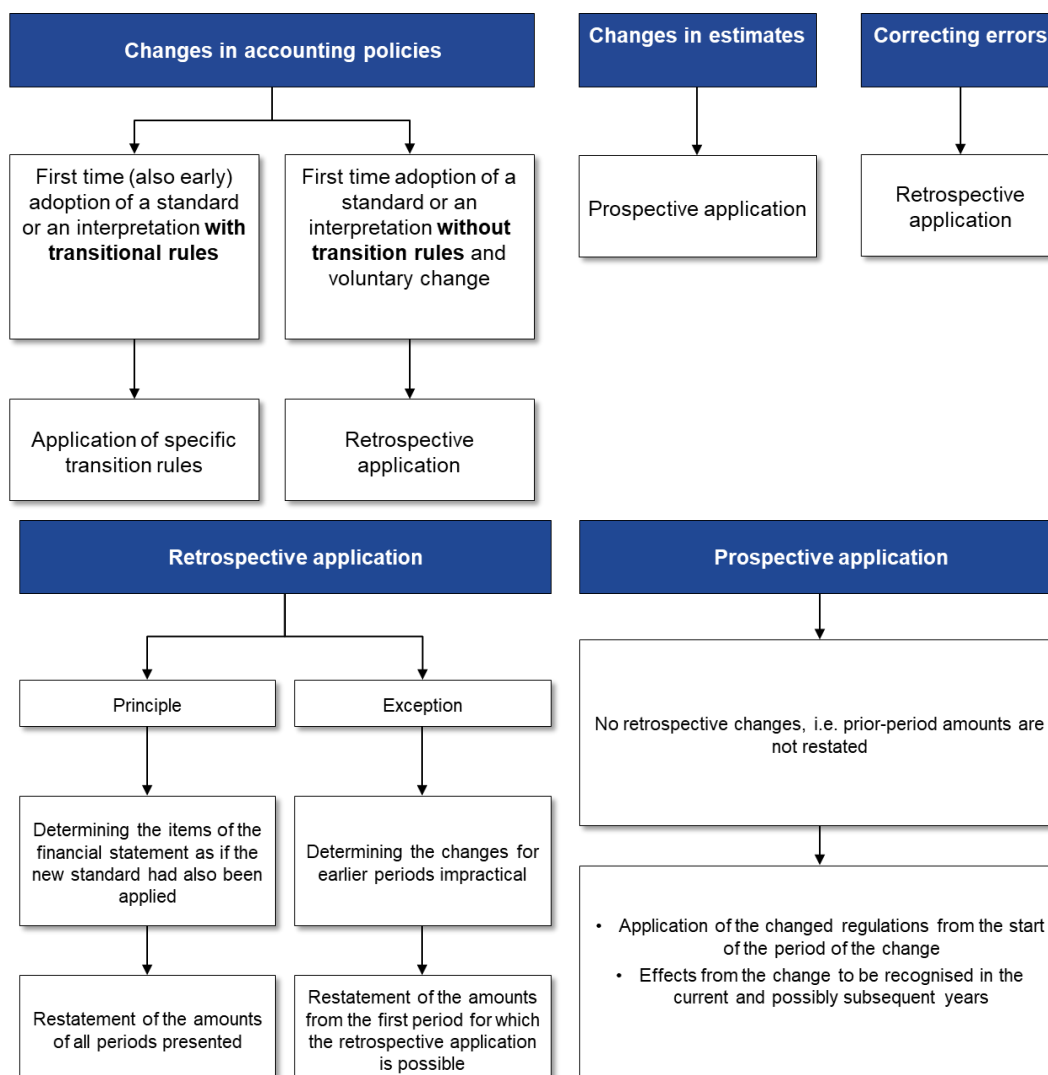 Changes in accounting policies
Changes in estimates
Correcting errors
First time (also early)
adoption of a standard
or an interpretation with
transitional rules
First time adoption of a
standard or an
interpretation without
transition rules and
voluntary change
Prospective application
Retrospective
application
Application of specific
transition rules
Retrospective
application
Retrospective application
Prospective application
Principle
Exception
No retrospective changes, i.e. prior-period amounts are
not restated
Determining the items of the
financial statement as if the
new standard had also been
applied
Determining the changes for
earlier periods impractical
• Application of the changed regulations from the start
of the period of the change
• Effects from the change to be recognised in the
current and possibly subsequent years
Restatement of the amounts
of all periods presented
Restatement of the amounts
from the first period for which
the retrospective application
is possible